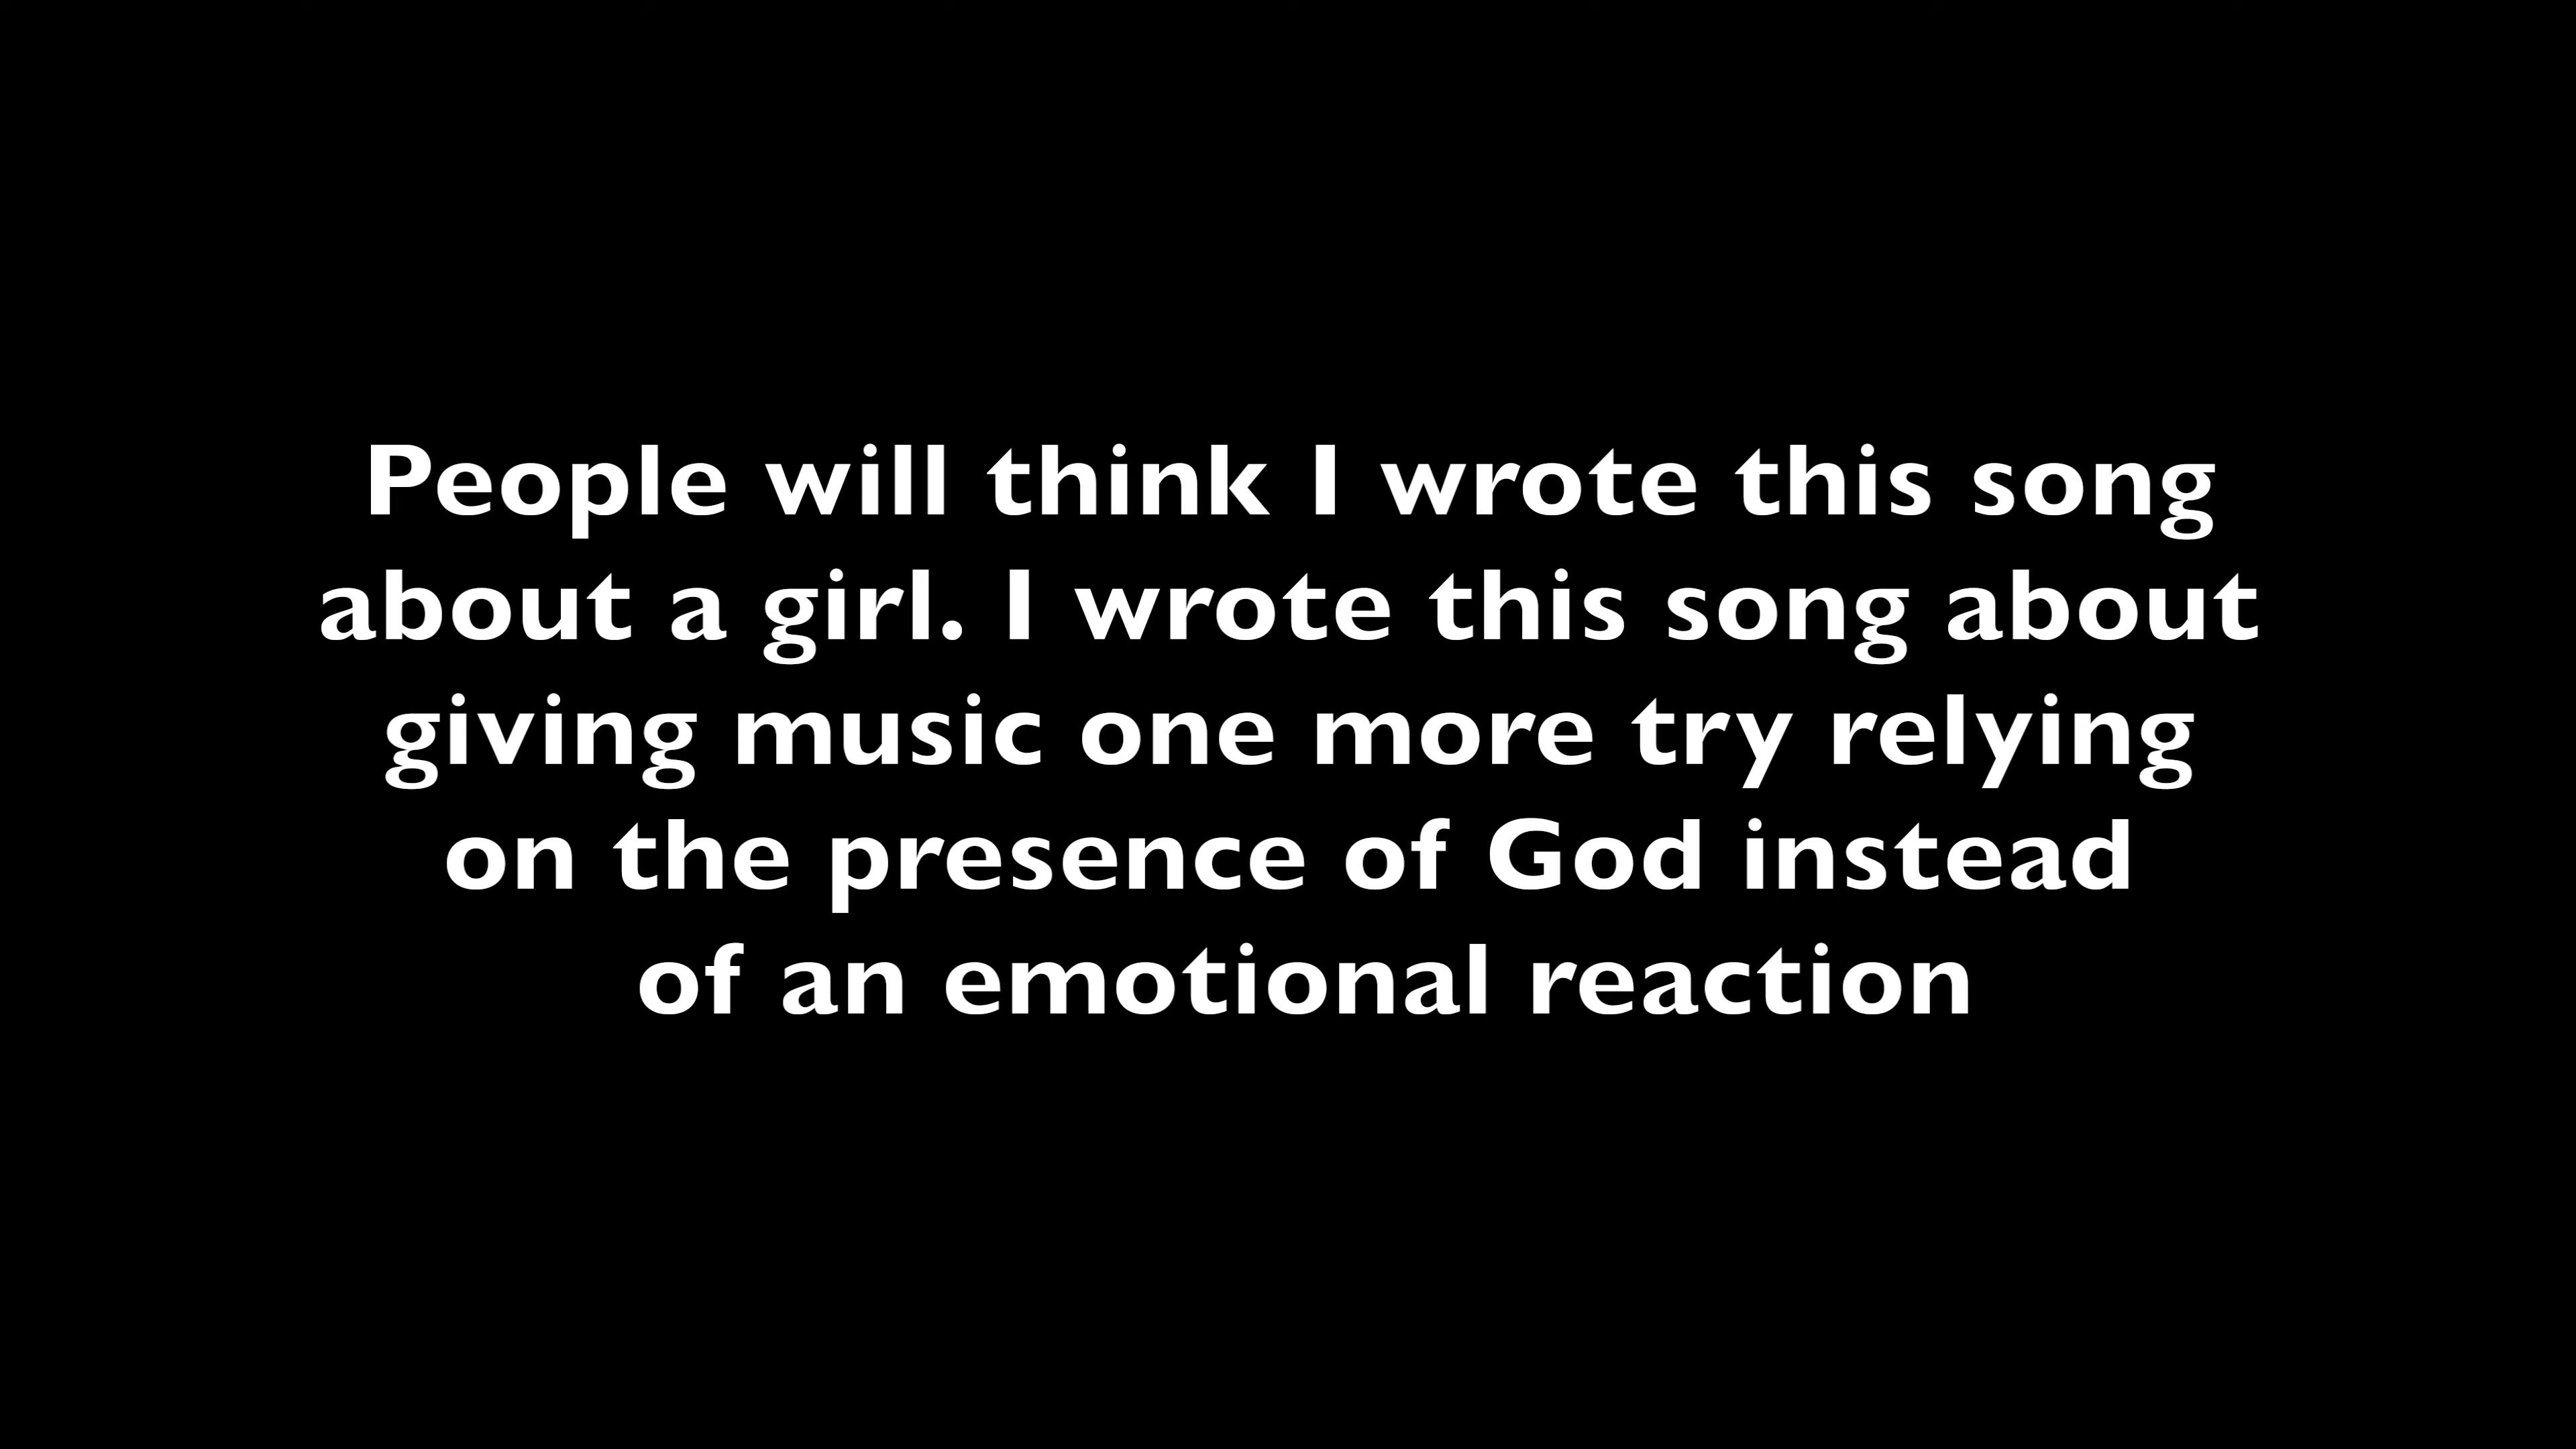 People will think I wrote this song
about a girl. I wrote this song about
giving music one more try relying
on the presence of God instead
of an emotional reaction